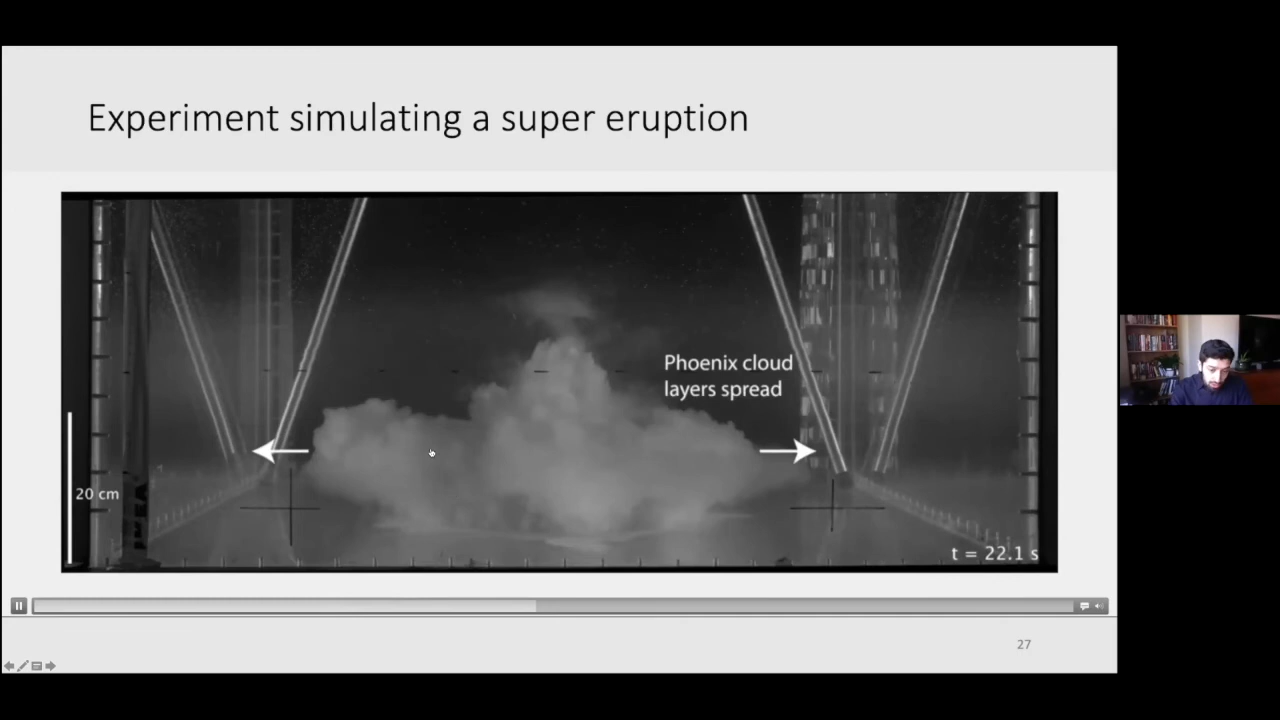 Experiment simulating a super eruption
Phoenix cloud
layers spread
20 cm
t = 22.1 s
27